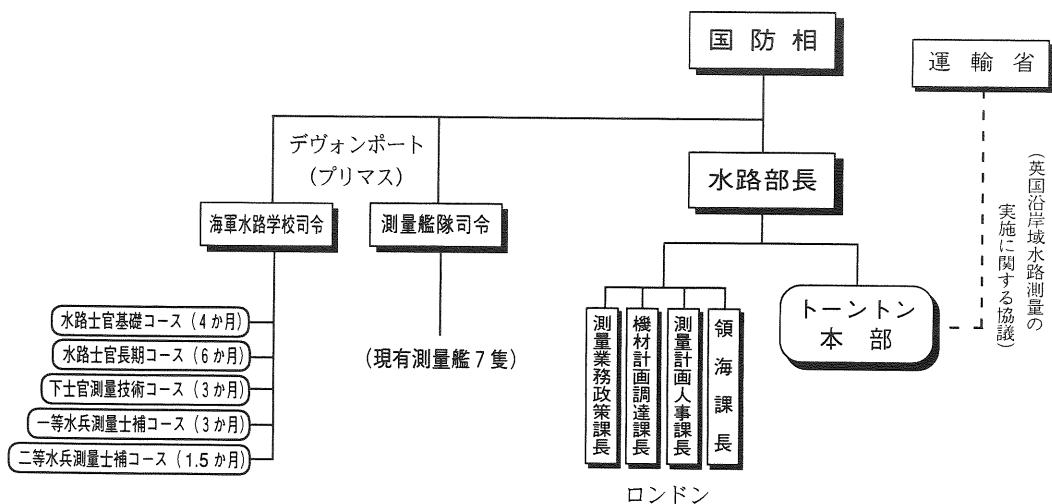 国防相
運輸省
デヴォンポート
(プリマス)
水路部長
(英国沿岸域水路測量の
実施に関する協議)
海軍水路学校司令
測量艦隊司令
トーントン
本部
水路士官基礎コース (4か月)
水路士官長期コース (6か月)
下士官測量技術コース (3か月)
一等水兵測量士補コース (3か月)
二等水兵測量士補コース (1.5か月)
(現有測量艦7隻)
測量業務政策課長
機材計画調達課長
測量計画人事課長
領海課長
ロンドン